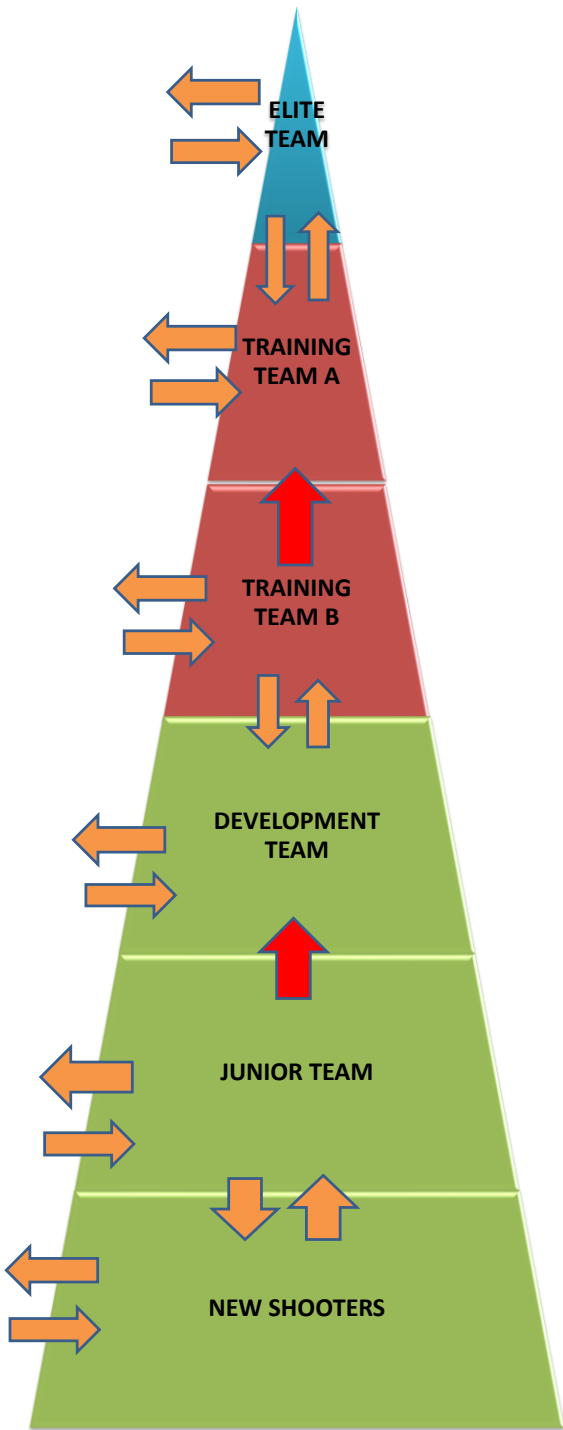 ELITE
TEAM
TRAINING
TEAM A
TRAINING
TEAM B
DEVELOPMENT
TEAM
JUNIOR TEAM
NEW SHOOTERS